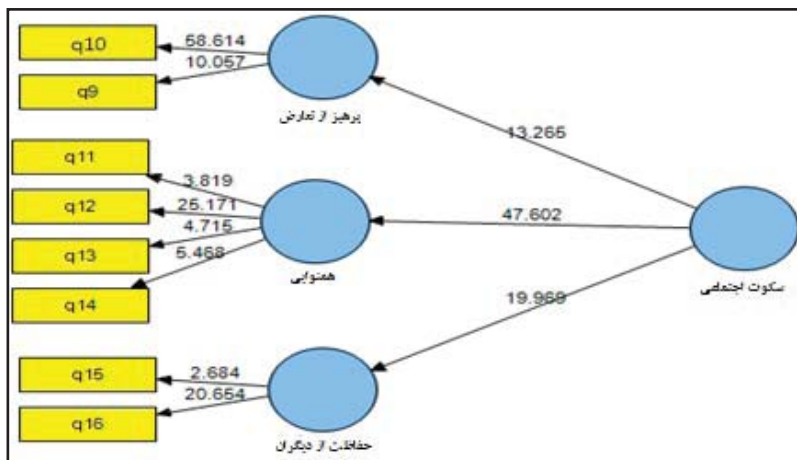 q10
58.614
10.057
q9
پرهیز از تعارض
13.265
q11
3.819
q12
25.171
47.602
q13
4.715
5.468
همنوایی
سکوت اجتماعی
q14
19.969
q15
2.684
20.654
q16
حفاظت از دیگران